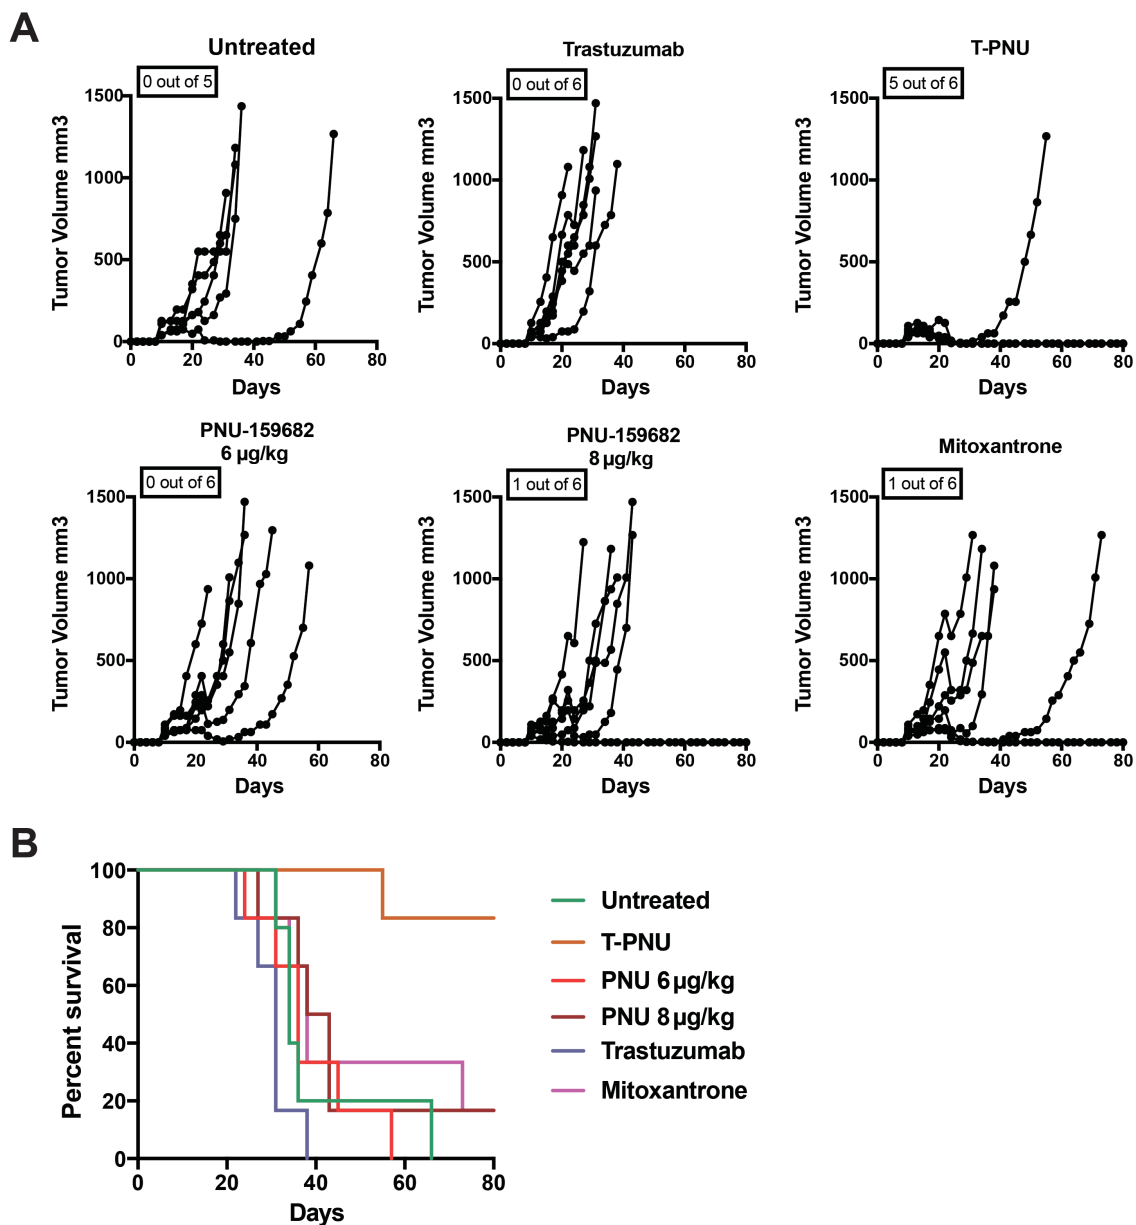 A
Untreated
0 out of 5
Tumor Volume mm3
1500
1000
500
0
0 20 40 60 80
Days
Trastuzumab
0 out of 6
Tumor Volume mm3
1500
1000
500
0
0 20 40 60 80
Days
T-PNU
5 out of 6
Tumor Volume mm3
1500
1000
500
0
0 20 40 60 80
Days
PNU-159682
6 µg/kg
0 out of 6
Tumor Volume mm3
1500
1000
500
0
0 20 40 60 80
Days
PNU-159682
8 µg/kg
1 out of 6
Tumor Volume mm3
1500
1000
500
0
0 20 40 60 80
Days
Mitoxantrone
1 out of 6
Tumor Volume mm3
1500
1000
500
0
0 20 40 60 80
Days
B
Percent survival
100
80
60
40
20
0
0 20 40 60 80
Days
Untreated
T-PNU
PNU 6 µg/kg
PNU 8 µg/kg
Trastuzumab
Mitoxantrone